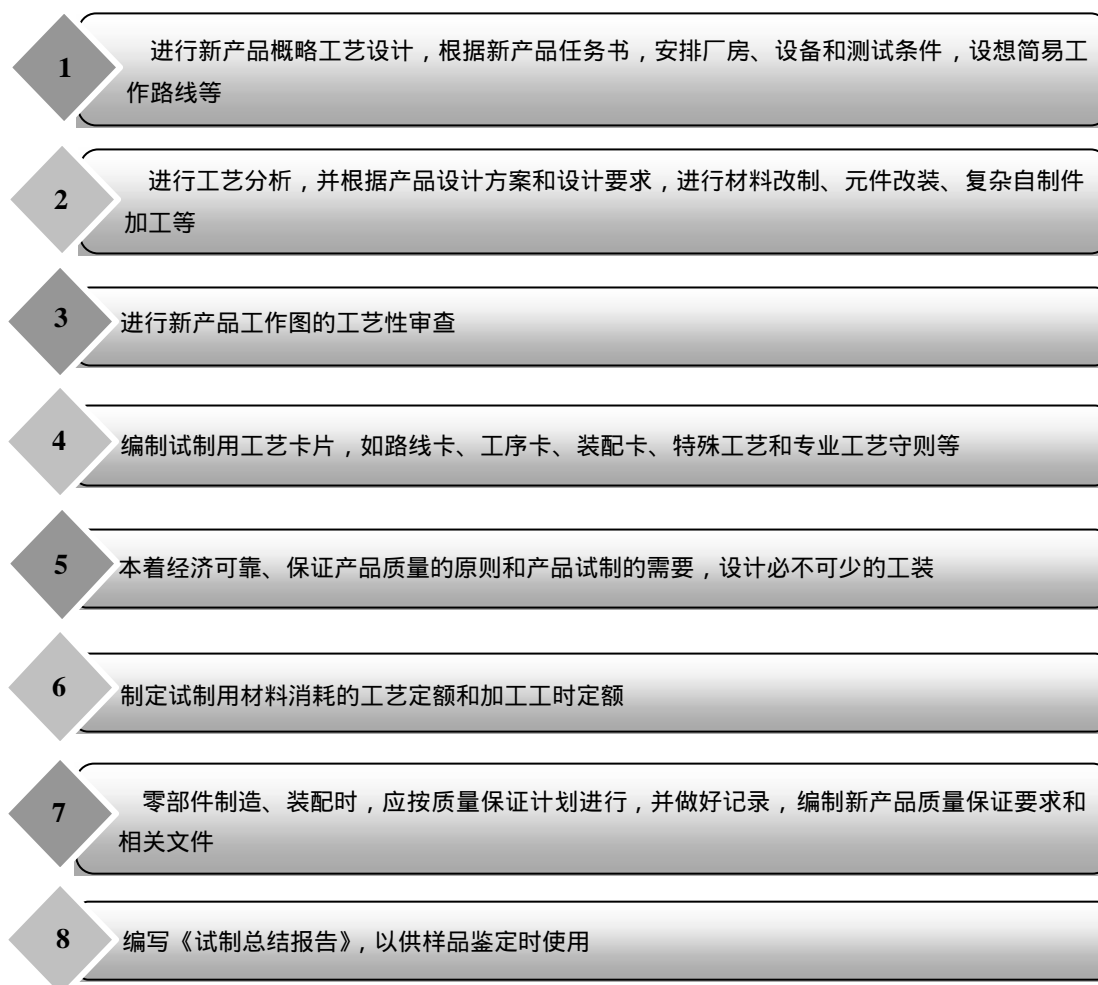 1
进行新产品概略工艺设计，根据新产品任务书，安排厂房、设备和测试条件，设想简易工
作路线等
2
进行工艺分析，并根据产品设计方案和设计要求，进行材料改制、元件改装、复杂自制件
加工等
3
进行新产品工作图的工艺性审查
4
编制试制用工艺卡片，如路线卡、工序卡、装配卡、特殊工艺和专业工艺守则等
5
本着经济可靠、保证产品质量的原则和产品试制的需要，设计必不可少的工装
6
制定试制用材料消耗的工艺定额和加工工时定额
7
零部件制造、装配时，应按质量保证计划进行，并做好记录，编制新产品质量保证要求和
相关文件
8
编写《试制总结报告》，以供样品鉴定时使用